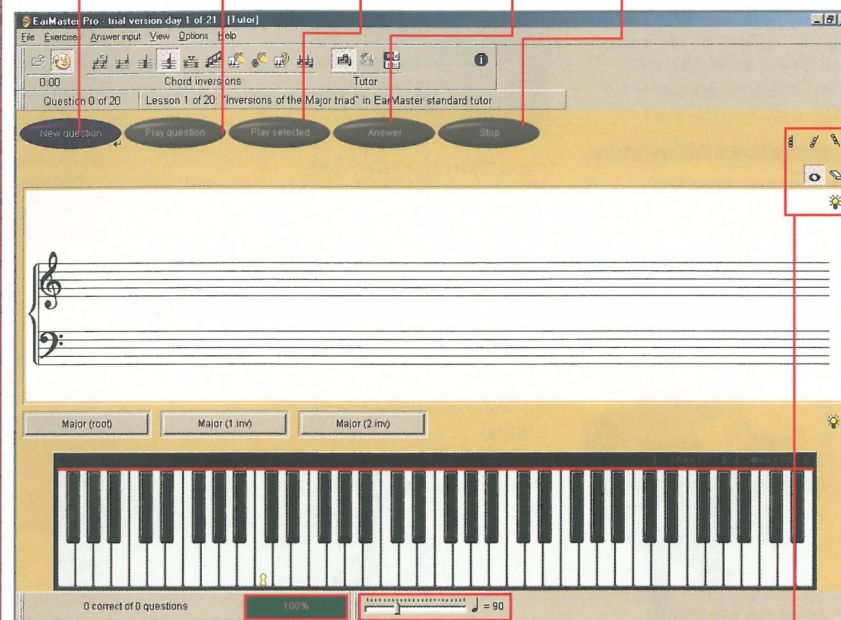 EarMaster Pro - trial version day 1 of 21 [Tutor]
File Exercise Answer input View Options Help
0:00 Chord inversions Tutor
Question 0 of 20 Lesson 1 of 20: "Inversions of the Major triad" in EarMaster standard tutor
New question Play question Play selected Answer Stop
Major (root) Major (1.inv) Major (2.inv)
0 correct of 0 questions 100% = 90